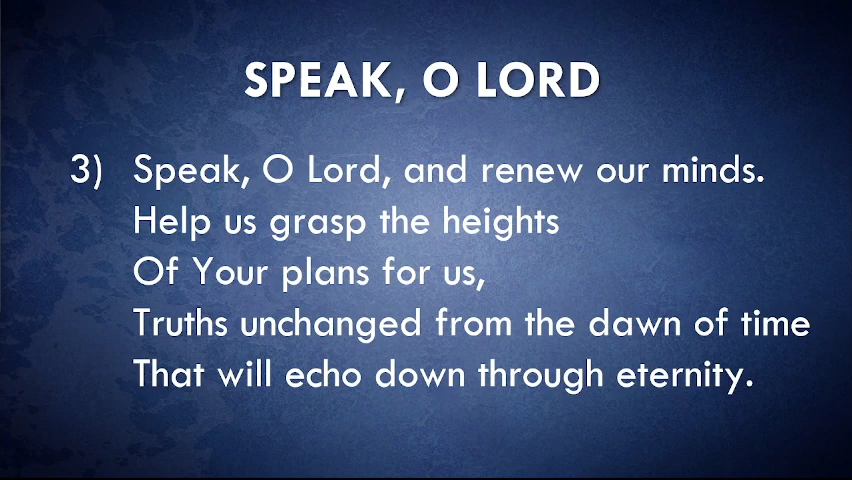 SPEAK, O LORD
3) Speak, O Lord, and renew our minds.
Help us grasp the heights
Of Your plans for us,
Truths unchanged from the dawn of time
That will echo down through eternity.